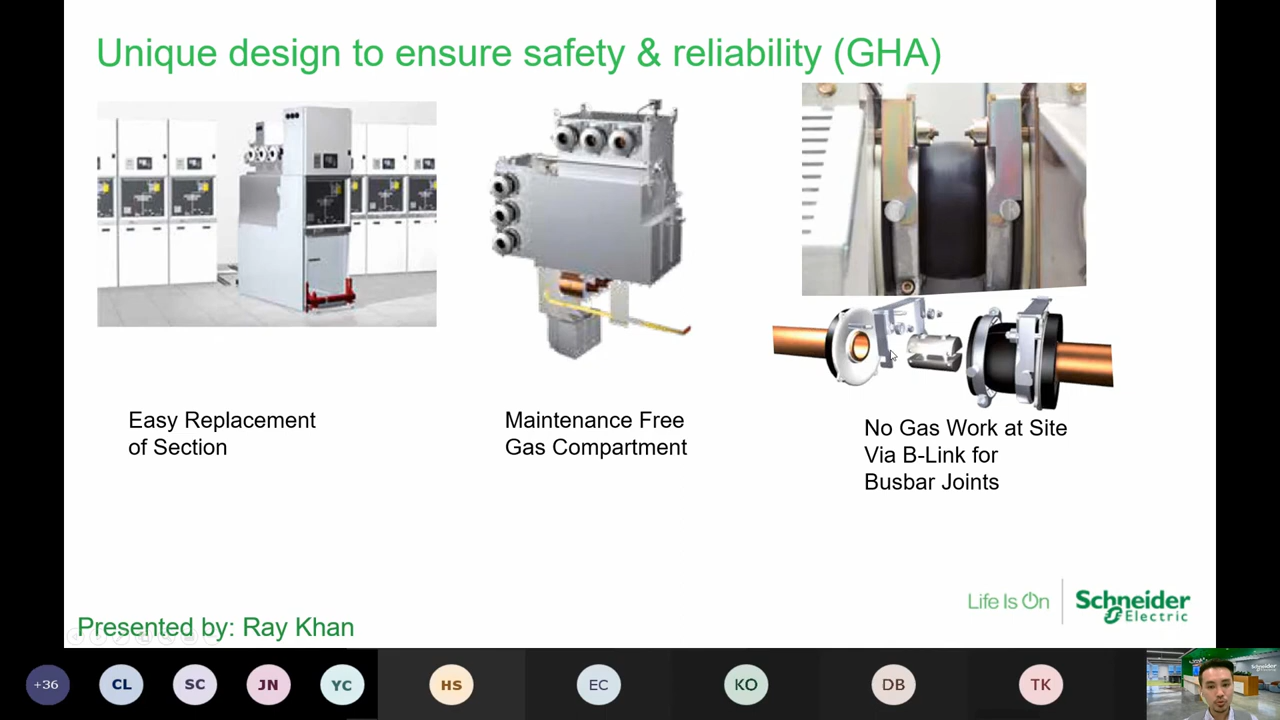 Unique design to ensure safety & reliability (GHA)
Easy Replacement
of Section
Maintenance Free
Gas Compartment
No Gas Work at Site
Via B-Link for
Busbar Joints
Life Is On
Schneider
Electric
Presented by: Ray Khan
+36
CL
SC
JN
YC
HS
EC
KO
DB
TK